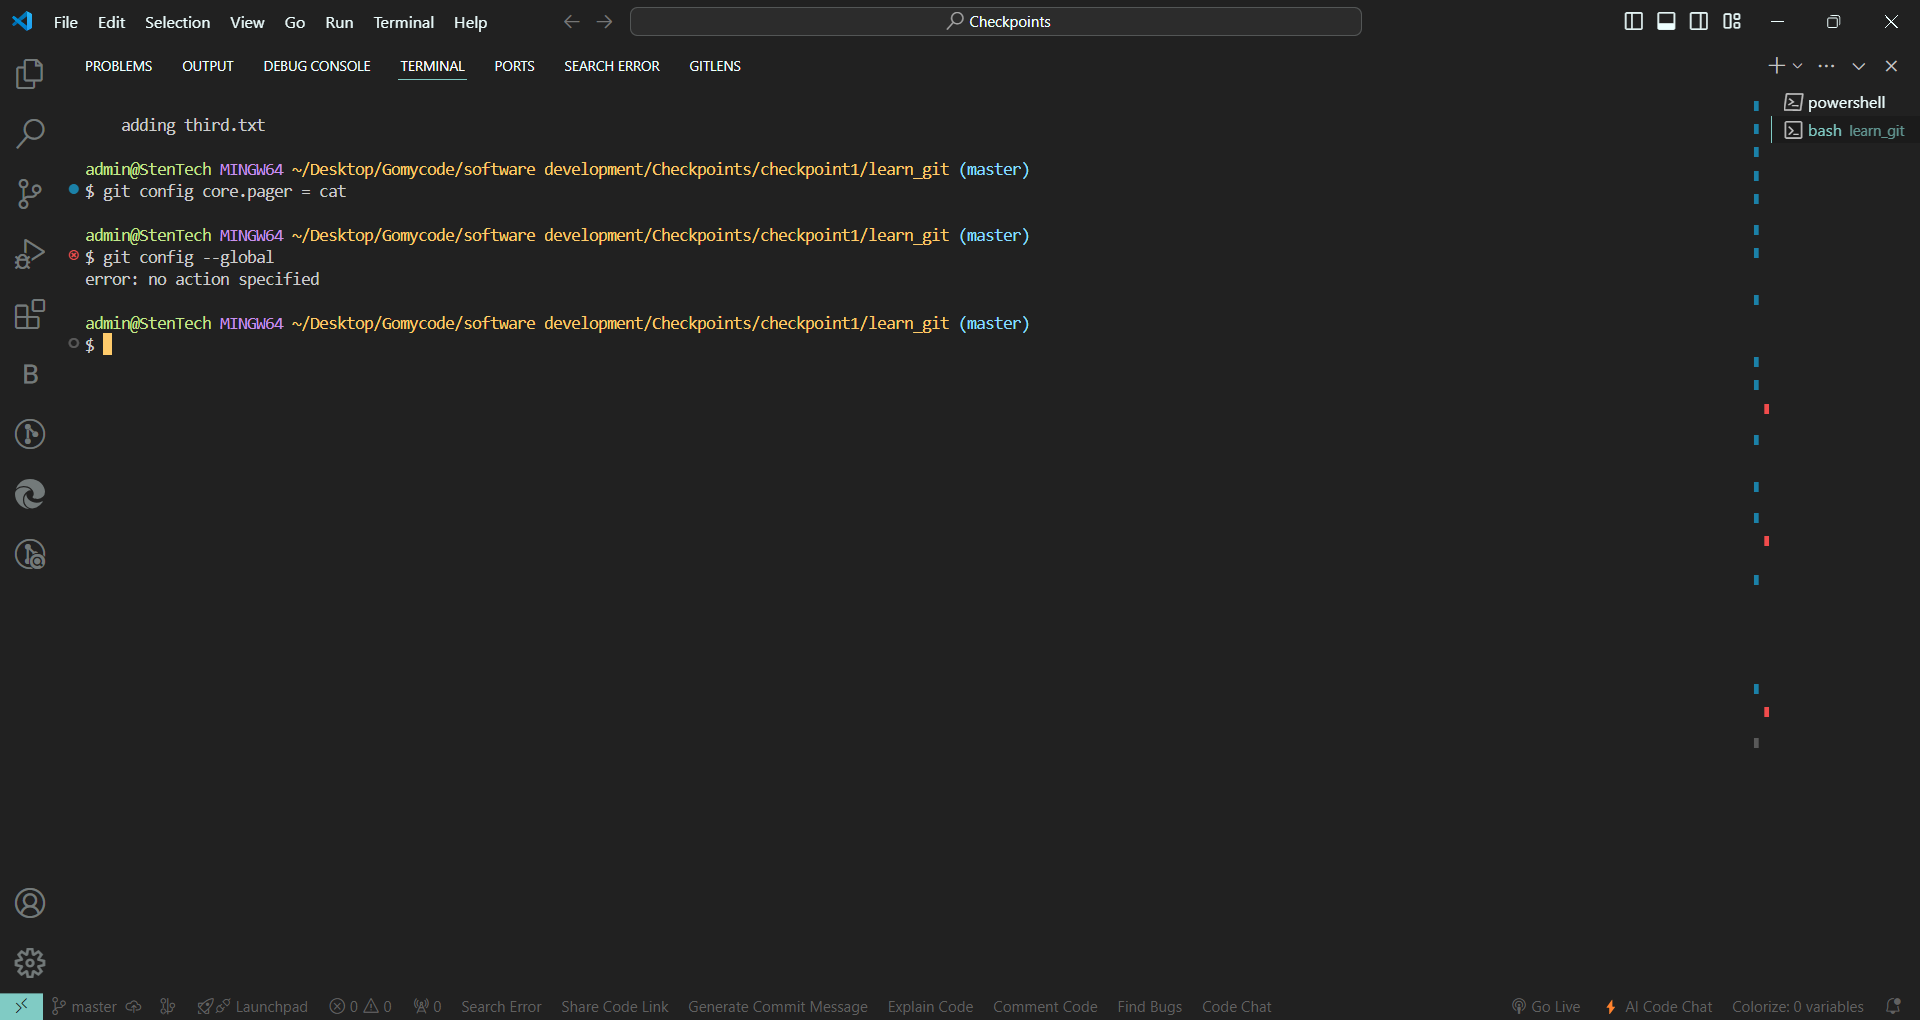 File Edit Selection View Go Run Terminal Help
Checkpoints
PROBLEMS OUTPUT DEBUG CONSOLE TERMINAL PORTS SEARCH ERROR GITLENS
powershell
bash learn_git
adding third.txt
admin@StenTech MINGW64 ~/Desktop/Gomycode/software development/Checkpoints/checkpoint1/learn_git (master)
$ git config core.pager = cat
admin@StenTech MINGW64 ~/Desktop/Gomycode/software development/Checkpoints/checkpoint1/learn_git (master)
$ git config --global
error: no action specified
admin@StenTech MINGW64 ~/Desktop/Gomycode/software development/Checkpoints/checkpoint1/learn_git (master)
$
B
master Launchpad 0 0 0 Search Error Share Code Link Generate Commit Message Explain Code Comment Code Find Bugs Code Chat Go Live AI Code Chat Colorize: 0 variables